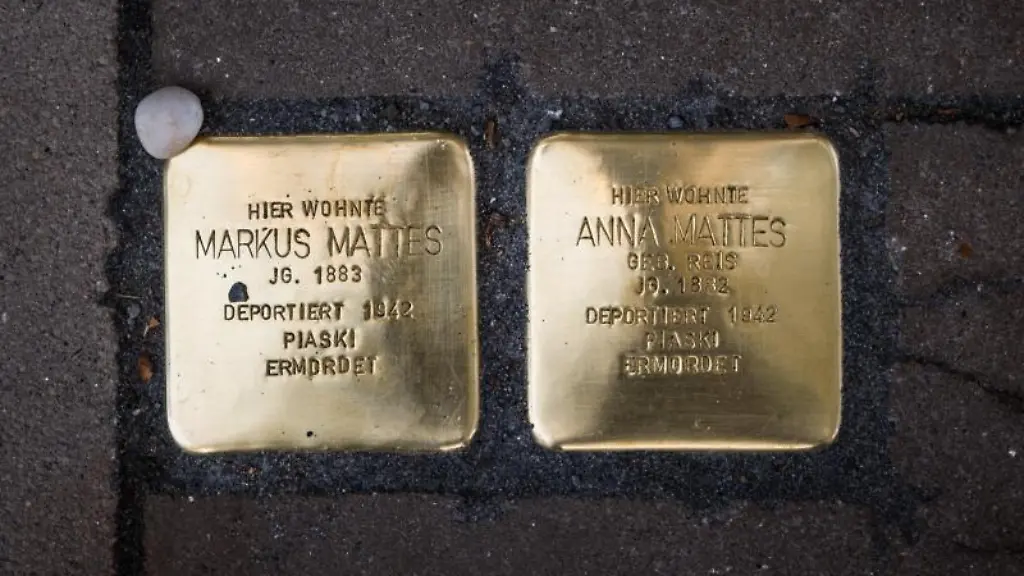 HIER WOHNTE
MARKUS MATTES
JG. 1883
DEPORTIERT 1942
PIASKI
ERMORDET
HIER WOHNTE
ANNA MATTES
GEB. REIS
JG. 1882
DEPORTIERT 1942
PIASKI
ERMORDET